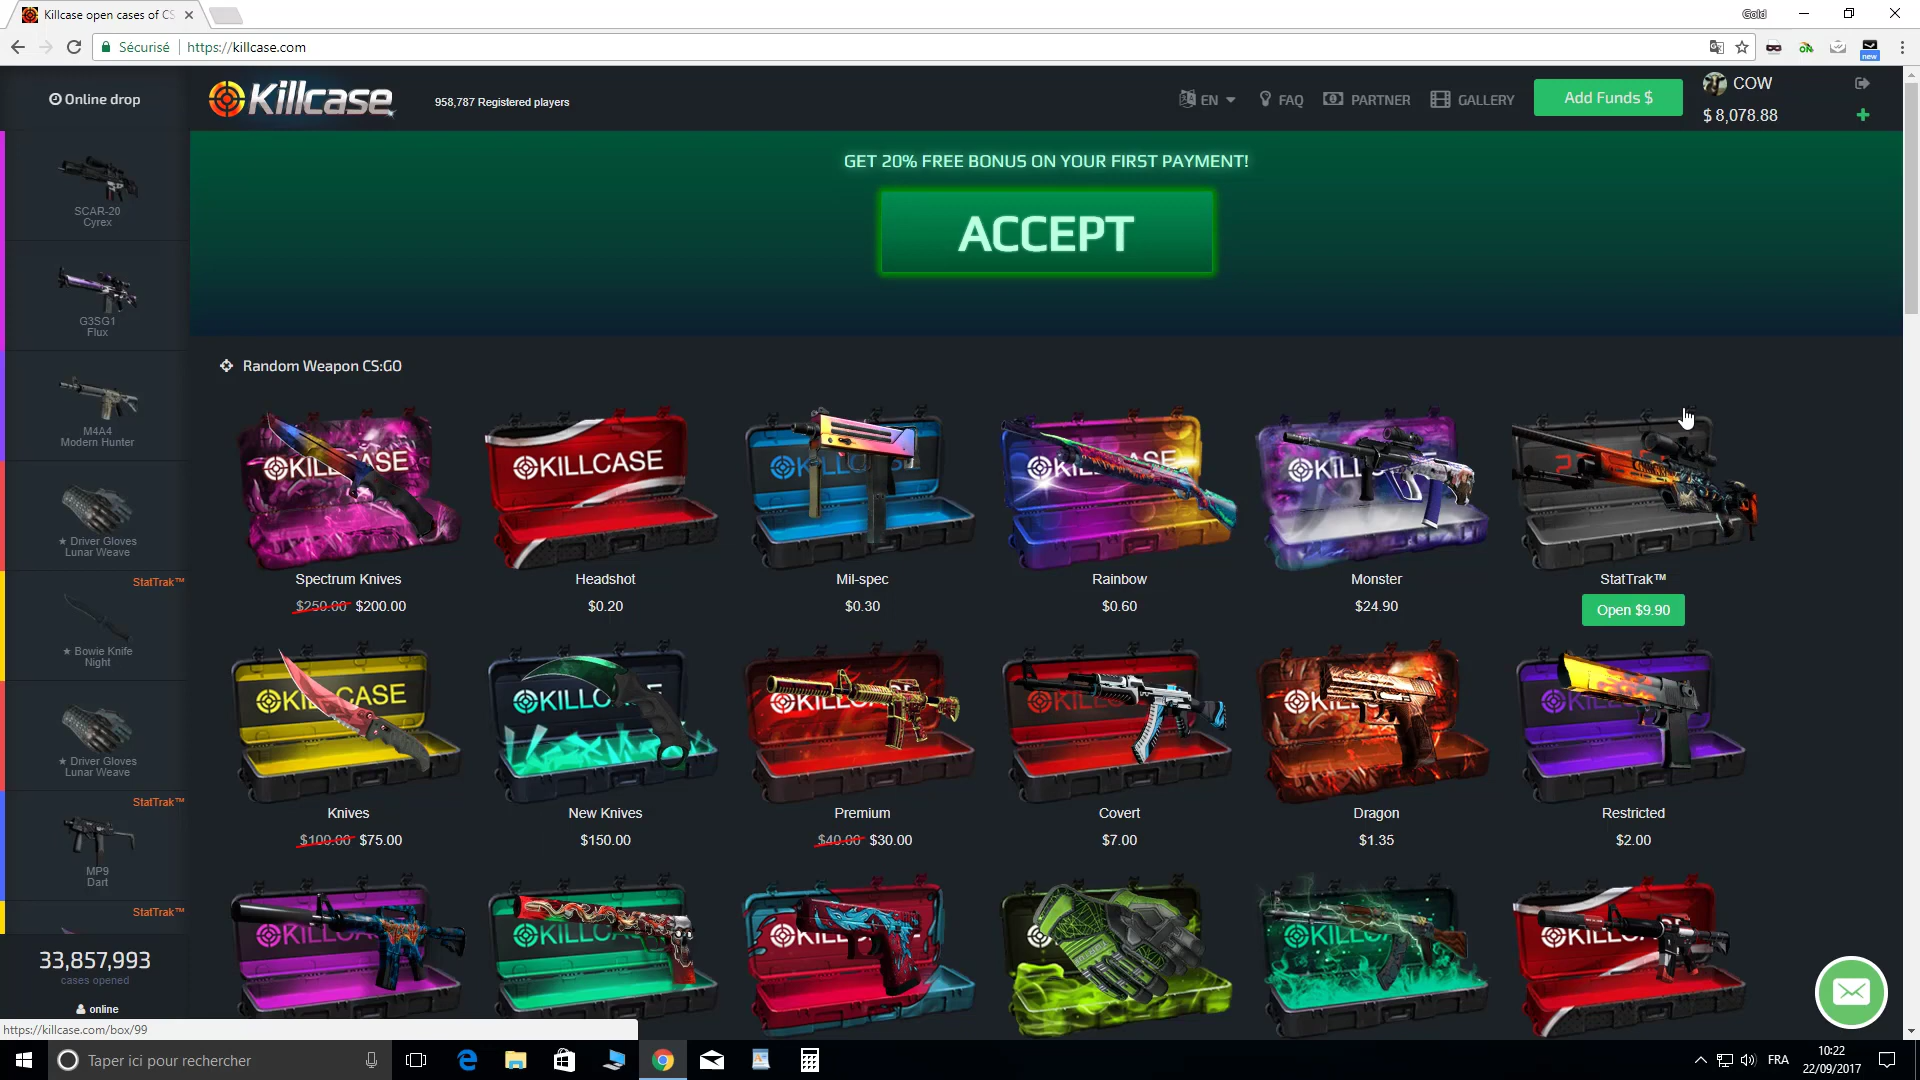 Killcase open cases of CS
Gold
Sécurisé
https://killcase.com
new
Online drop
Killcase
958,787 Registered players
EN
FAQ
PARTNER
GALLERY
Add Funds $
COW
$ 8,078.88
GET 20% FREE BONUS ON YOUR FIRST PAYMENT!
ACCEPT
SCAR-20
Cyrex
G3SG1
Flux
M4A4
Modern Hunter
★ Driver Gloves
Lunar Weave
StatTrak™
★ Bowie Knife
Night
★ Driver Gloves
Lunar Weave
StatTrak™
MP9
Dart
StatTrak™
33,857,993
cases opened
online
Random Weapon CS:GO
KILLCASE
Spectrum Knives
$250.00 $200.00
Headshot
$0.20
Mil-spec
$0.30
Rainbow
$0.60
Monster
$24.90
StatTrak™
Open $9.90
Knives
$100.00 $75.00
New Knives
$150.00
Premium
$40.00 $30.00
Covert
$7.00
Dragon
$1.35
Restricted
$2.00
https://killcase.com/box/99
Taper ici pour rechercher
FRA
10:22
22/09/2017